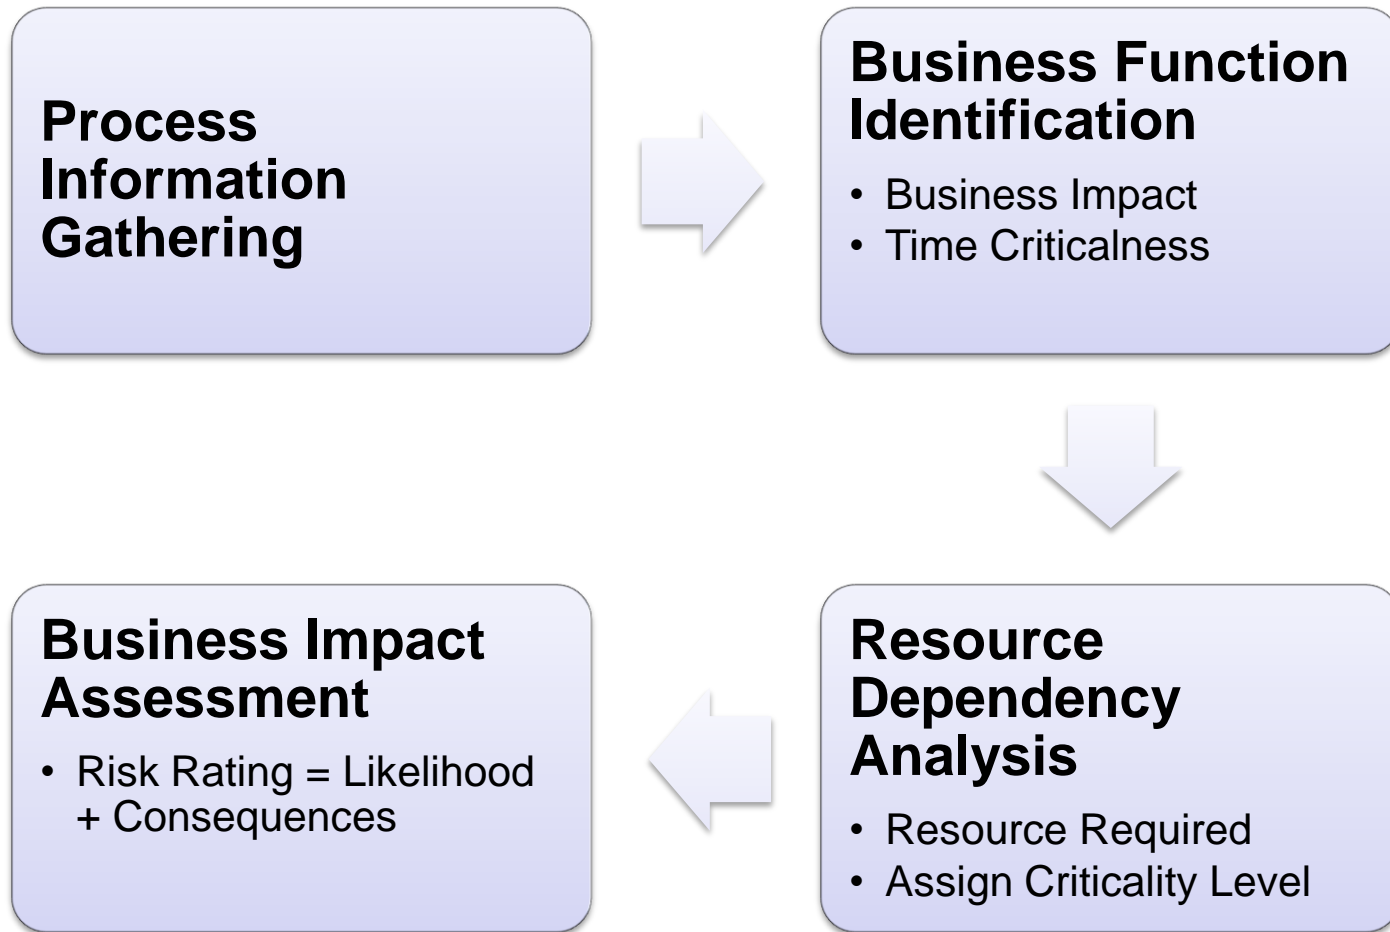 Process
Information
Gathering
Business Function
Identification
• Business Impact
• Time Criticalness
Resource
Dependency
Analysis
• Resource Required
• Assign Criticality Level
Business Impact
Assessment
• Risk Rating = Likelihood
+ Consequences